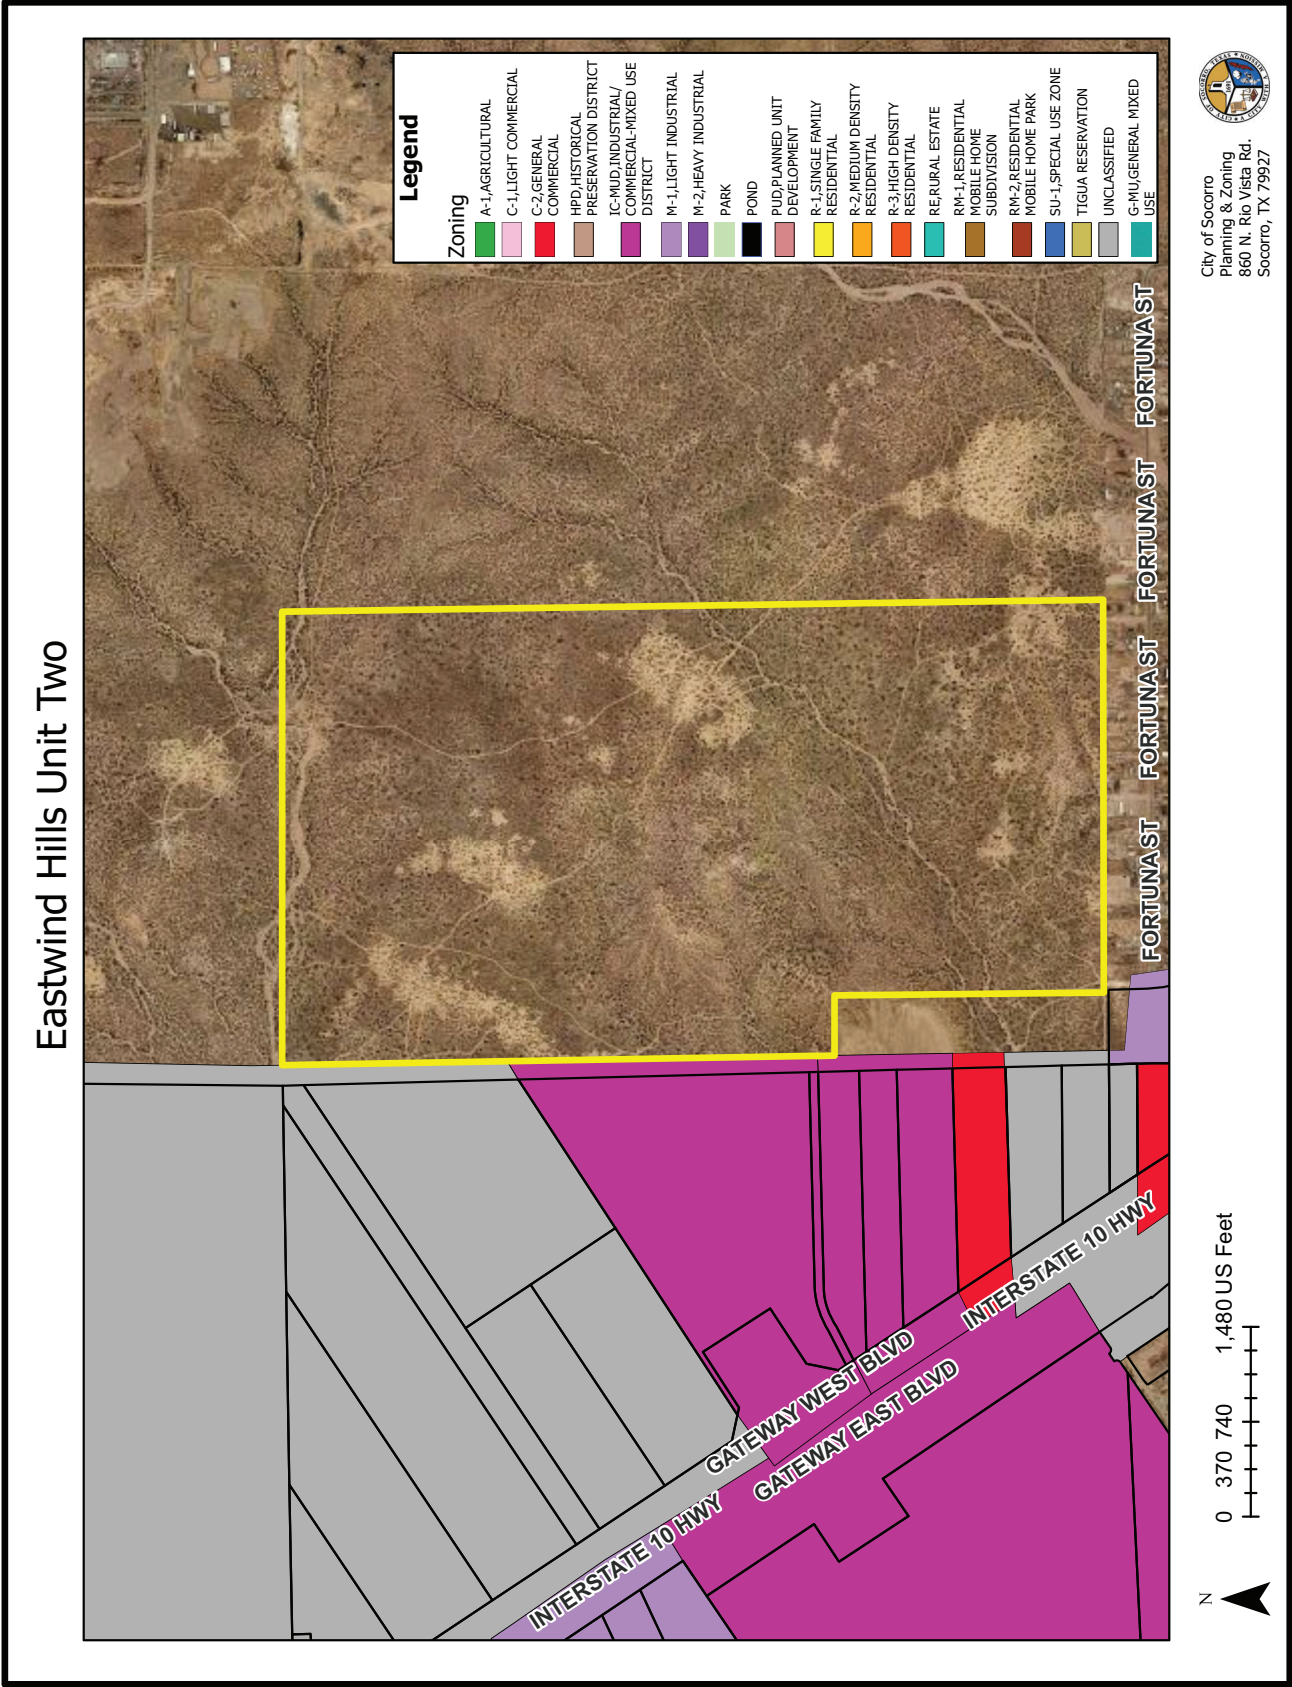 Eastwind Hills Unit Two
Legend
Zoning
A-1,AGRICULTURAL
C-1,LIGHT COMMERCIAL
C-2,GENERAL
COMMERCIAL
HPD,HISTORICAL
PRESERVATION DISTRICT
IC-MUD,INDUSTRIAL/
COMMERCIAL-MIXED USE
DISTRICT
M-1,LIGHT INDUSTRIAL
M-2,HEAVY INDUSTRIAL
PARK
POND
PUD,PLANNED UNIT
DEVELOPMENT
R-1,SINGLE FAMILY
RESIDENTIAL
R-2,MEDIUM DENSITY
RESIDENTIAL
R-3,HIGH DENSITY
RESIDENTIAL
RE,RURAL ESTATE
RM-1,RESIDENTIAL
MOBILE HOME
SUBDIVISION
RM-2,RESIDENTIAL
MOBILE HOME PARK
SU-1,SPECIAL USE ZONE
TIGUA RESERVATION
UNCLASSIFIED
G-MU,GENERAL MIXED
USE
INTERSTATE 10 HWY
GATEWAY WEST BLVD
GATEWAY EAST BLVD
INTERSTATE 10 HWY
FORTUNA ST
FORTUNA ST
FORTUNA ST
FORTUNA ST
N
0 370 740 1,480 US Feet
City of Socorro
Planning & Zoning
860 N. Rio Vista Rd.
Socorro, TX 79927